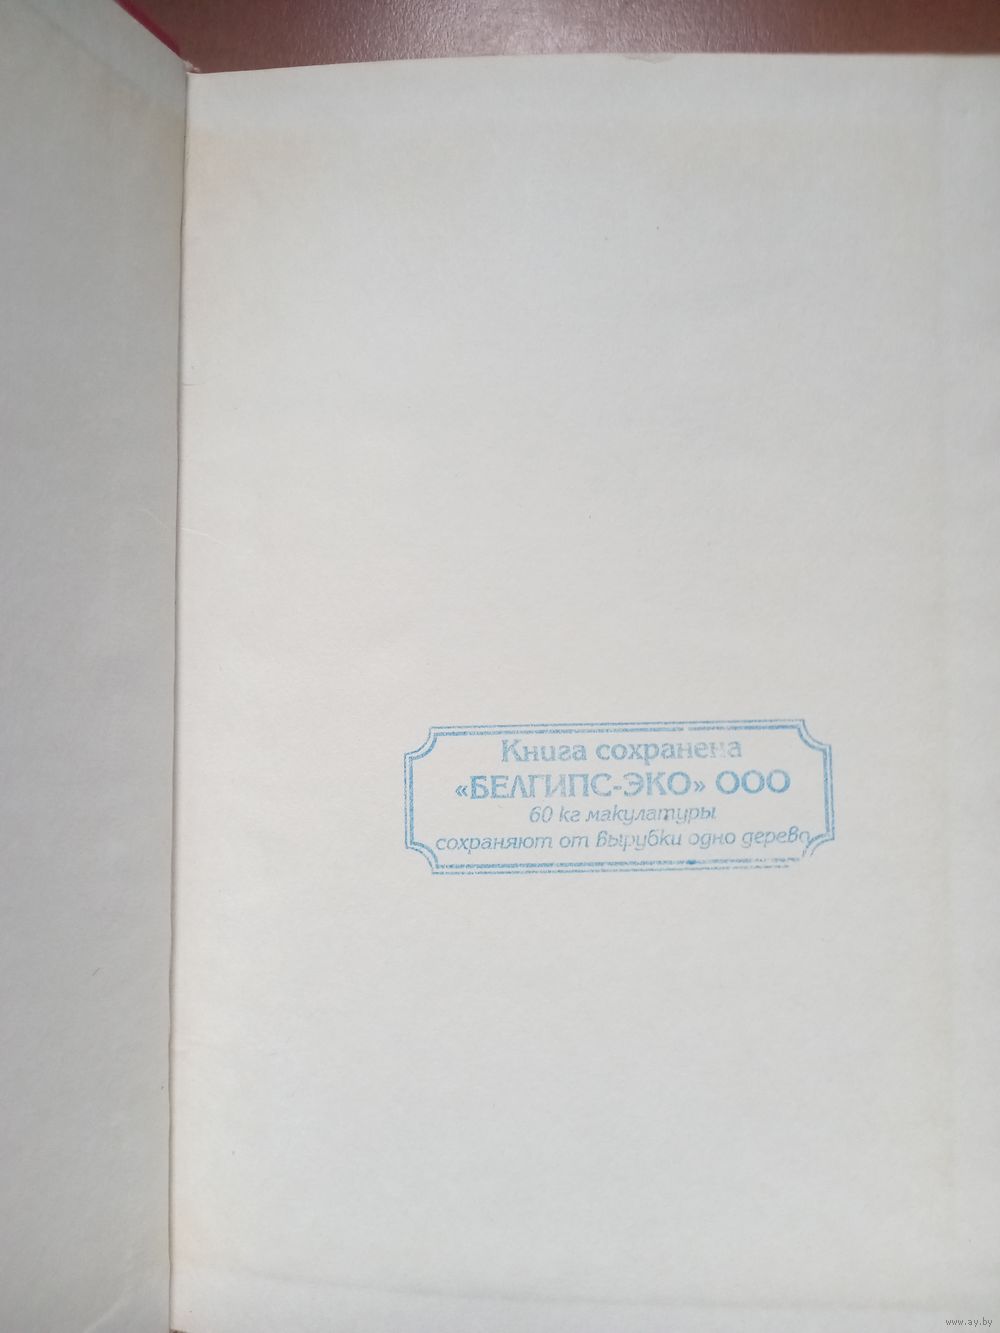 Книга сохранена
«БЕЛГИПС-ЭКО» ООО
60 кг макулатуры
сохраняют от вырубки одно дерево
www.ay.by